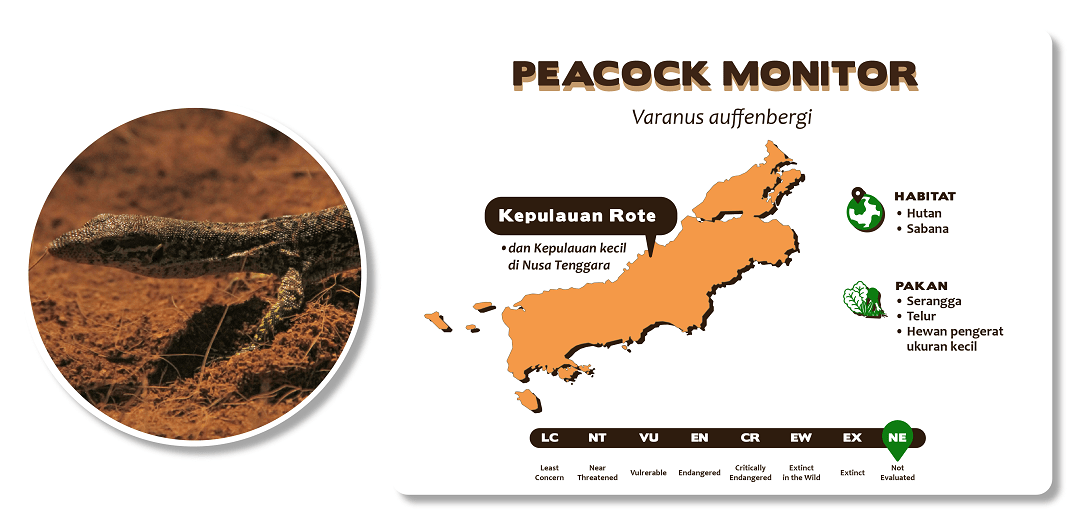 PEACOCK MONITOR
Varanus auffenbergi
Kepulauan Rote
• dan Kepulauan kecil
di Nusa Tenggara
HABITAT
• Hutan
• Sabana
PAKAN
• Serangga
• Telur
• Hewan pengerat
ukuran kecil
LC NT VU EN CR EW EX NE
Least Concern
Near Threatened
Vulrerable
Endangered
Critically Endangered
Extinct in the Wild
Extinct
Not Evaluated